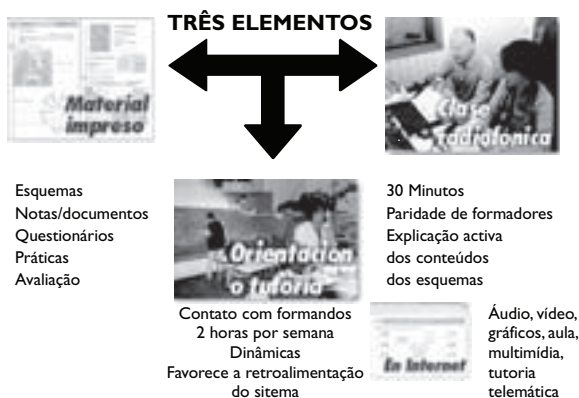 TRÊS ELEMENTOS
Material
impreso
Clase
radiofonica
Esquemas
Notas/documentos
Questionários
Práticas
Avaliação
Orientacion
o tutoria
Contato com formandos
2 horas por semana
Dinâmicas
Favorece a retroalimentação
do sitema
30 Minutos
Paridade de formadores
Explicação activa
dos conteúdos
dos esquemas
En Internet
Áudio, vídeo,
gráficos, aula,
multimídia,
tutoria
telemática